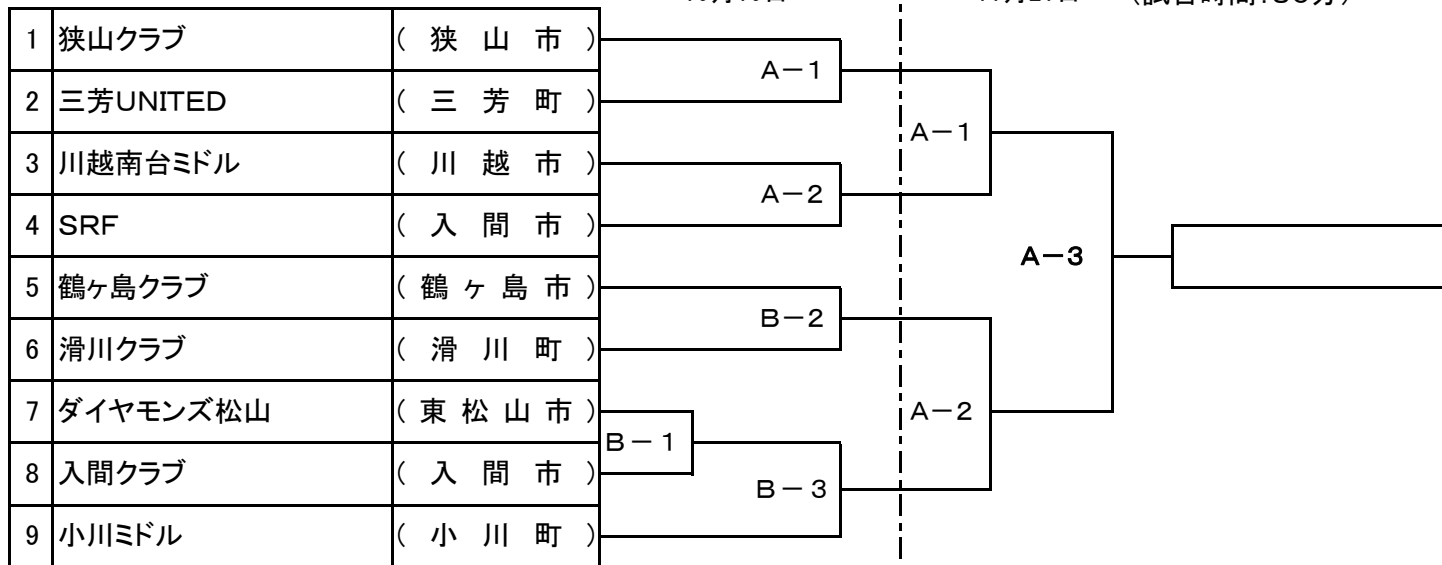 1 狭山クラブ ( 狭 山 市 )
A－1
2 三芳UNITED ( 三 芳 町 )
A－1
3 川越南台ミドル ( 川 越 市 )
A－2
4 SRF ( 入 間 市 )
A－3
5 鶴ヶ島クラブ ( 鶴 ヶ 島 市 )
B－2
6 滑川クラブ ( 滑 川 町 )
7 ダイヤモンズ松山 ( 東 松 山 市 )
A－2
B－1
8 入間クラブ ( 入 間 市 )
B－3
9 小川ミドル ( 小 川 町 )